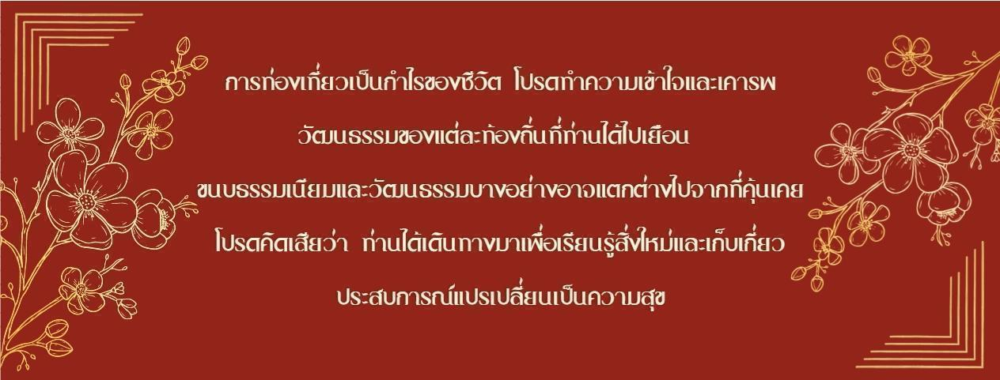 การท่องเที่ยวเป็นกำไรของชีวิต โปรดทำความเข้าใจและเคารพ
วัฒนธรรมของแต่ละท้องถิ่นที่ท่านได้ไปเยือน
ขนบธรรมเนียมและวัฒนธรรมบางอย่างอาจแตกต่างไปจากที่คุ้นเคย
โปรดคิดเสียว่า ท่านได้เดินทางมาเพื่อเรียนรู้สิ่งใหม่และเก็บเกี่ยว
ประสบการณ์แปรเปลี่ยนเป็นความสุข